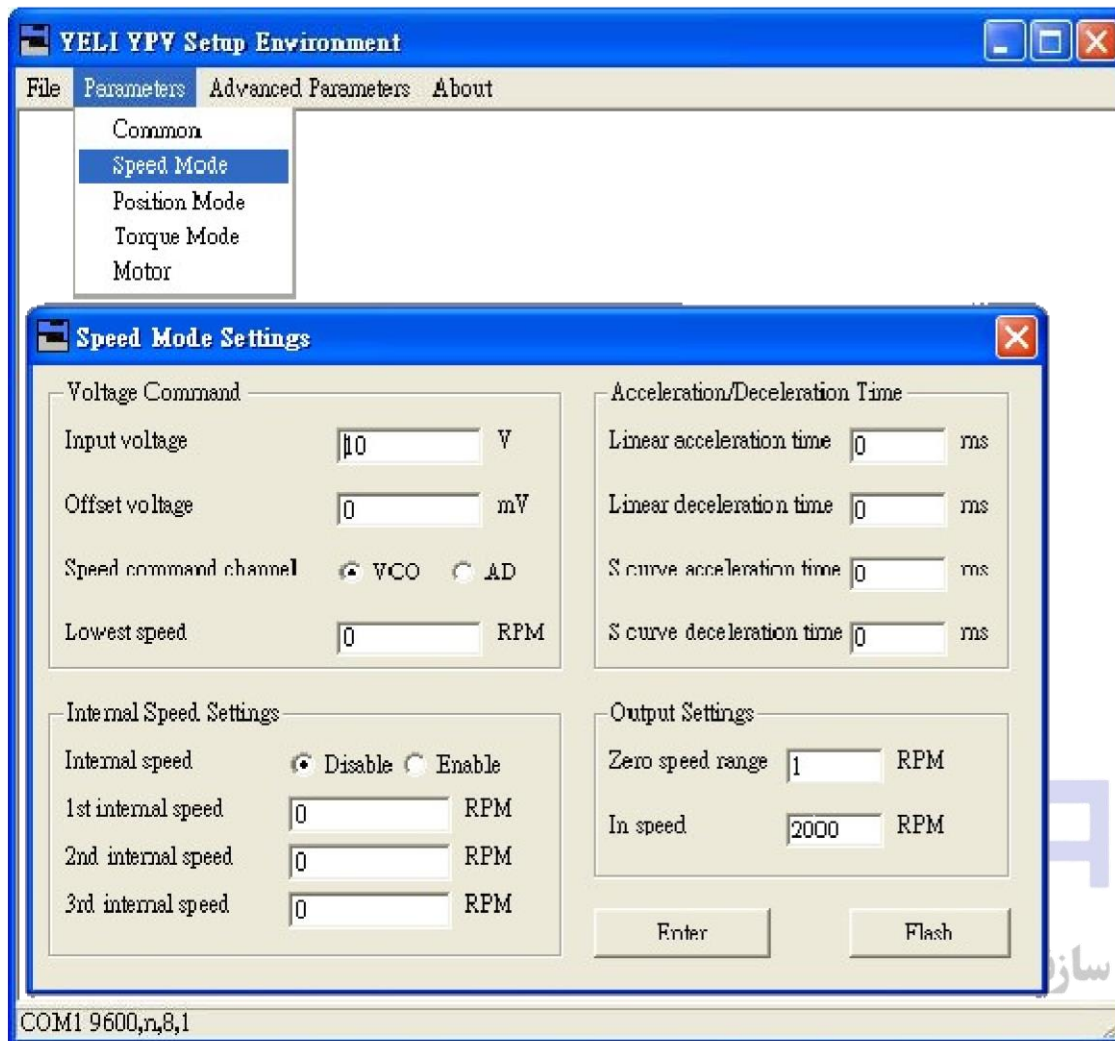 YELI YPV Setup Environment
File Parameters Advanced Parameters About
Common
Speed Mode
Position Mode
Torque Mode
Motor
Speed Mode Settings
Voltage Command
Input voltage 10 V
Offset voltage 0 mV
Speed command channel VCO AD
Lowest speed 0 RPM
Acceleration/Deceleration Time
Linear acceleration time 0 ms
Linear deceleration time 0 ms
S curve acceleration time 0 ms
S curve deceleration time 0 ms
Internal Speed Settings
Internal speed Disable Enable
1st internal speed 0 RPM
2nd internal speed 0 RPM
3rd internal speed 0 RPM
Output Settings
Zero speed range 1 RPM
In speed 2000 RPM
Enter Flash
COM1 9600,n,8,1